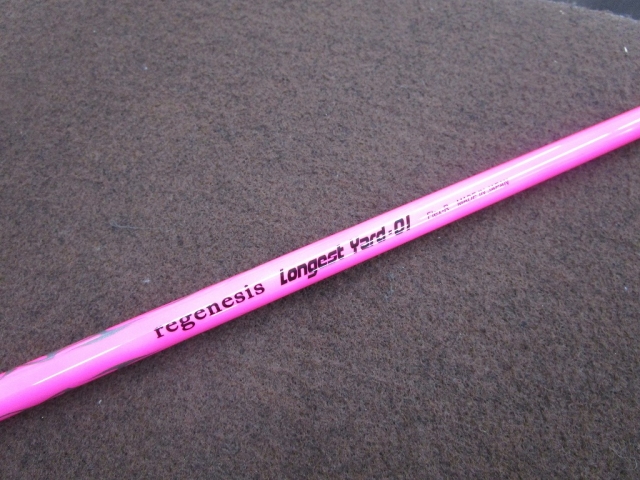 regenesis Longest Yard-01